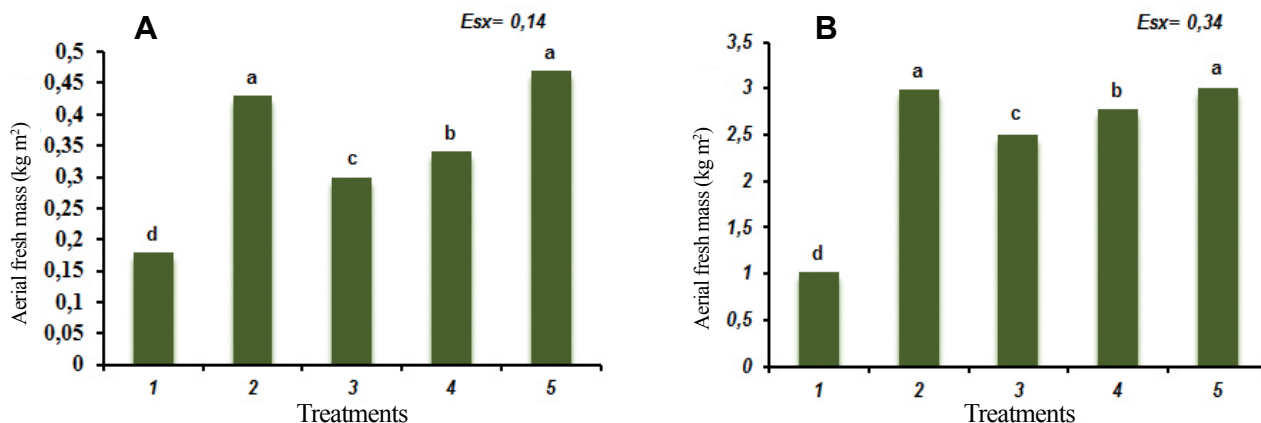 A
Esx= 0,14
Aerial fresh mass (kg m²)
0,5
0,45
0,4
0,35
0,3
0,25
0,2
0,15
0,1
0,05
0
d
a
c
b
a
1 2 3 4 5
Treatments
B
Esx= 0,34
Aerial fresh mass (kg m²)
3,5
3
2,5
2
1,5
1
0,5
0
d
a
c
b
a
1 2 3 4 5
Treatments